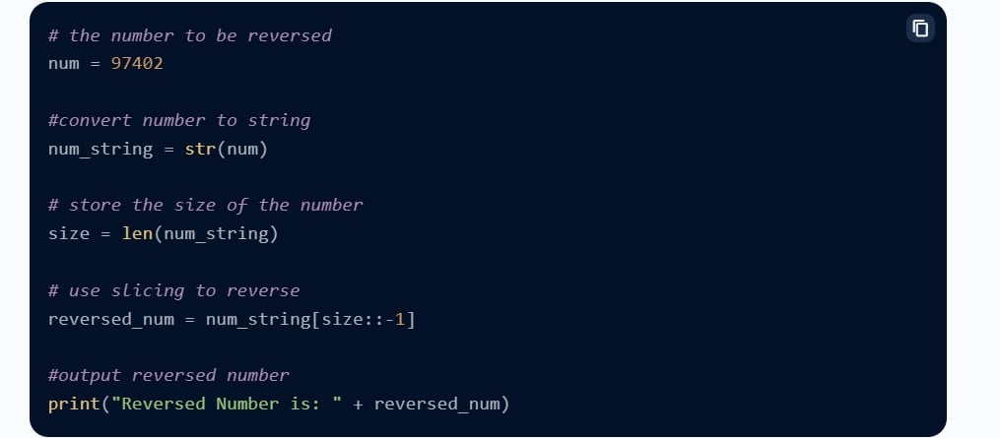 # the number to be reversed
num = 97402
#convert number to string
num_string = str(num)
# store the size of the number
size = len(num_string)
# use slicing to reverse
reversed_num = num_string[size::-1]
#output reversed number
print("Reversed Number is: " + reversed_num)